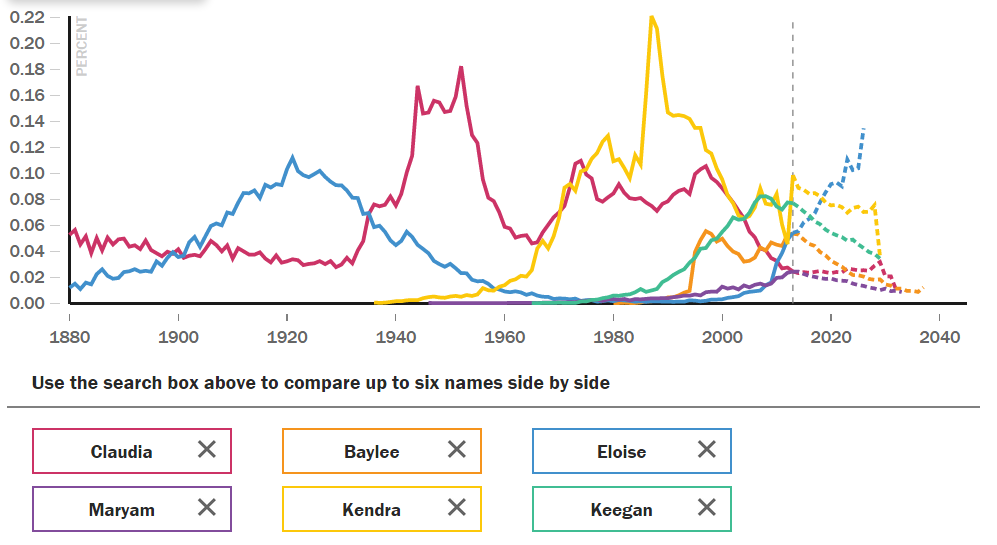 0.22
0.20
0.18
0.16
0.14
0.12
0.10
0.08
0.06
0.04
0.02
0.00
PERCENT
1880 1900 1920 1940 1960 1980 2000 2020 2040
Use the search box above to compare up to six names side by side
Claudia Baylee Eloise
Maryam Kendra Keegan